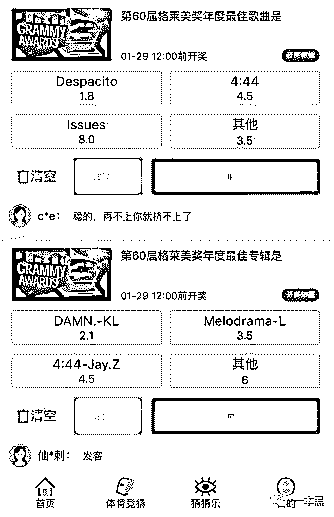 GRAMMY
AWARDS
第60届格莱美奖年度最佳歌曲是
01-29 12:00前开奖
Despacito
1.8
4:44
4.5
Issues
8.0
其他
3.5
清空
c*e： 稳的，再不上你就挤不上了
GRAMMY
AWARDS
第60届格莱美奖年度最佳专辑是
01-29 12:00前开奖
DAMN.-KL
2.1
Melodrama-L
3.5
4:44-Jay.Z
4.5
其他
6
清空
仙*刺： 发客
首页
体育竞猜
猜猜乐